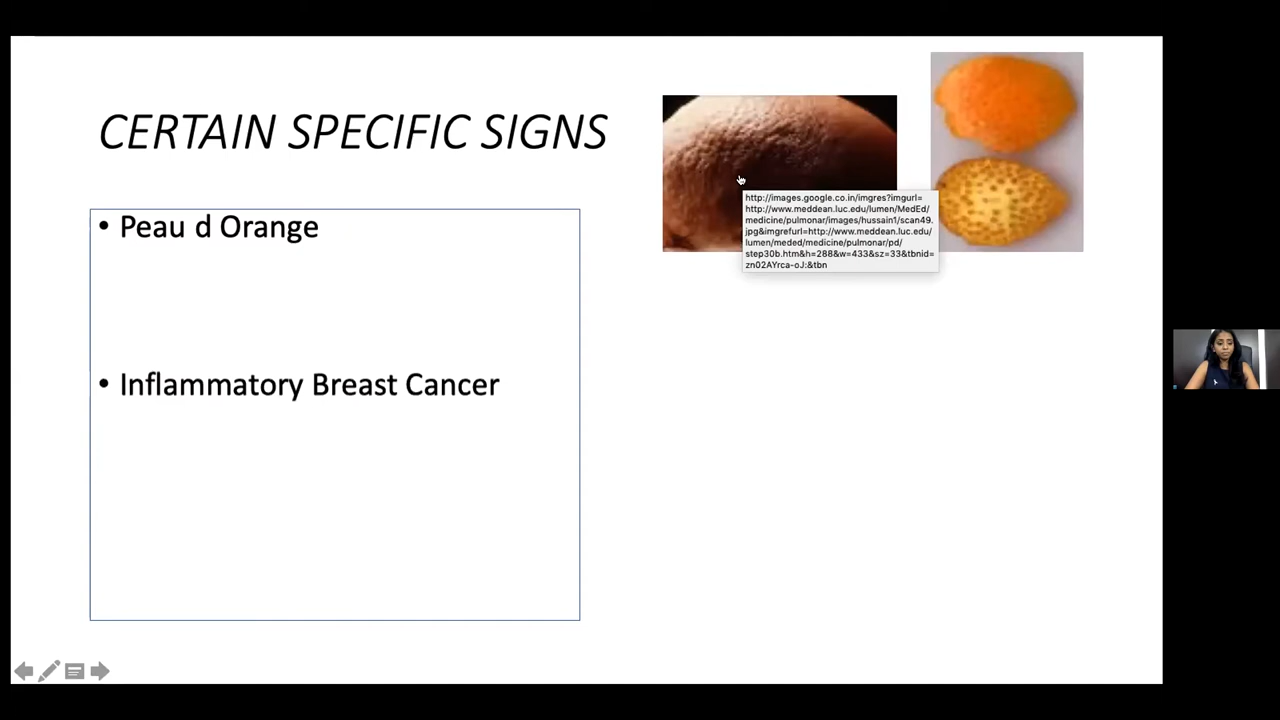 CERTAIN SPECIFIC SIGNS
• Peau d Orange
• Inflammatory Breast Cancer
http://images.google.co.in/imgres?imgurl=
http://www.meddean.luc.edu/lumen/MedEd/
medicine/pulmonar/images/hussain1/scan49.
jpg&imgrefurl=http://www.meddean.luc.edu/
lumen/meded/medicine/pulmonar/pd/
step30b.htm&h=288&w=433&sz=33&tbnid=
zn02AYrca-oJ:&tbn